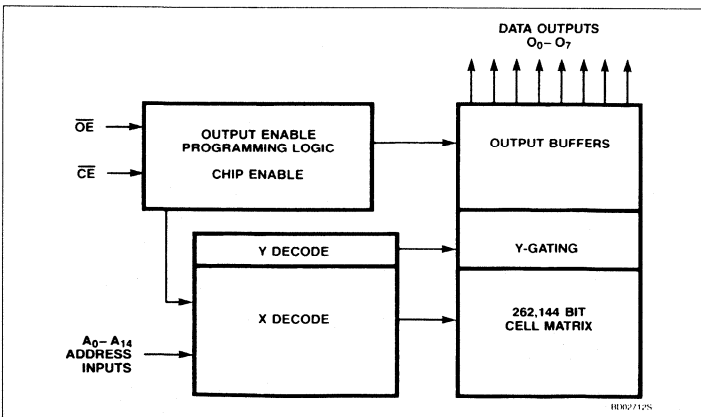 DATA OUTPUTS
O0–O7
OE
CE
OUTPUT ENABLE
PROGRAMMING LOGIC
CHIP ENABLE
OUTPUT BUFFERS
Y DECODE
Y-GATING
X DECODE
262,144 BIT
CELL MATRIX
A0–A14
ADDRESS
INPUTS
BD02712S